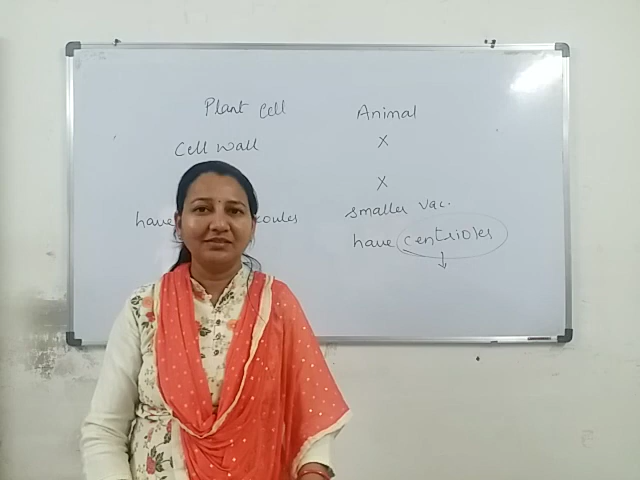 Plant Cell Animal
Cell wall X
X
smaller vac.
have
have centrioles